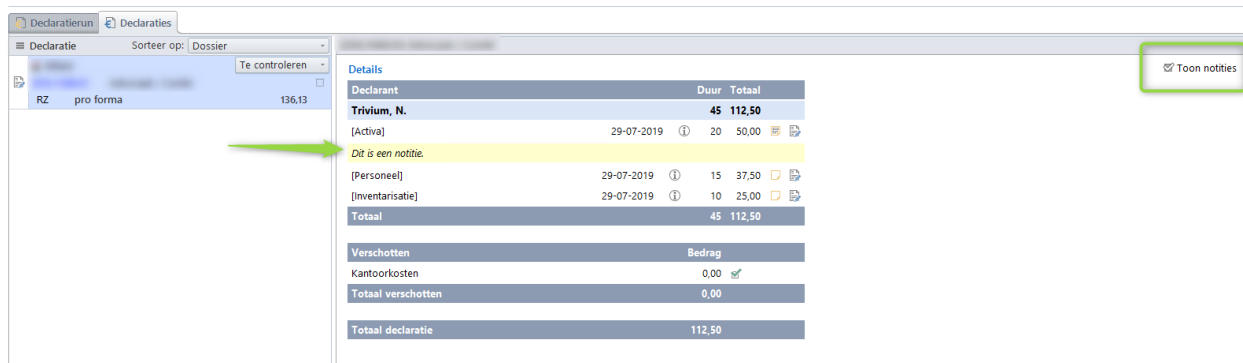 Declaratierun Declaraties
Declaratie Sorteer op: Dossier
Te controleren
RZ pro forma 136,13
Toon notities
Details
Declarant Duur Totaal
Trivium, N. 45 112,50
[Activa] 29-07-2019 20 50,00
Dit is een notitie.
[Personeel] 29-07-2019 15 37,50
[Inventarisatie] 29-07-2019 10 25,00
Totaal 45 112,50
Verschotten Bedrag
Kantoorkosten 0,00
Totaal verschotten 0,00
Totaal declaratie 112,50